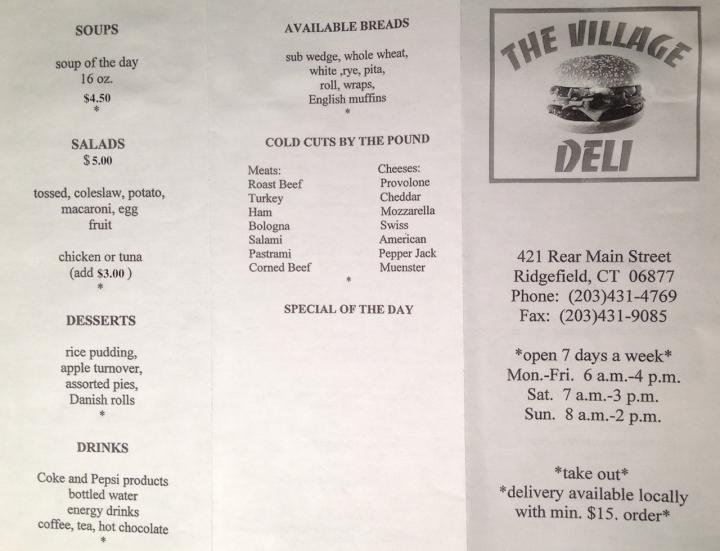 SOUPS
soup of the day
16 oz.
$4.50
*
SALADS
$5.00
tossed, coleslaw, potato,
macaroni, egg
fruit
chicken or tuna
(add $3.00 )
*
DESSERTS
rice pudding,
apple turnover,
assorted pies,
Danish rolls
*
DRINKS
Coke and Pepsi products
bottled water
energy drinks
coffee, tea, hot chocolate
*
AVAILABLE BREADS
sub wedge, whole wheat,
white ,rye, pita,
roll, wraps,
English muffins
*
COLD CUTS BY THE POUND
Meats:
Roast Beef
Turkey
Ham
Bologna
Salami
Pastrami
Corned Beef
Cheeses:
Provolone
Cheddar
Mozzarella
Swiss
American
Pepper Jack
Muenster
*
SPECIAL OF THE DAY
THE VILLAGE
DELI
421 Rear Main Street
Ridgefield, CT 06877
Phone: (203)431-4769
Fax: (203)431-9085
*open 7 days a week*
Mon.-Fri. 6 a.m.-4 p.m.
Sat. 7 a.m.-3 p.m.
Sun. 8 a.m.-2 p.m.
*take out*
*delivery available locally
with min. $15. order*